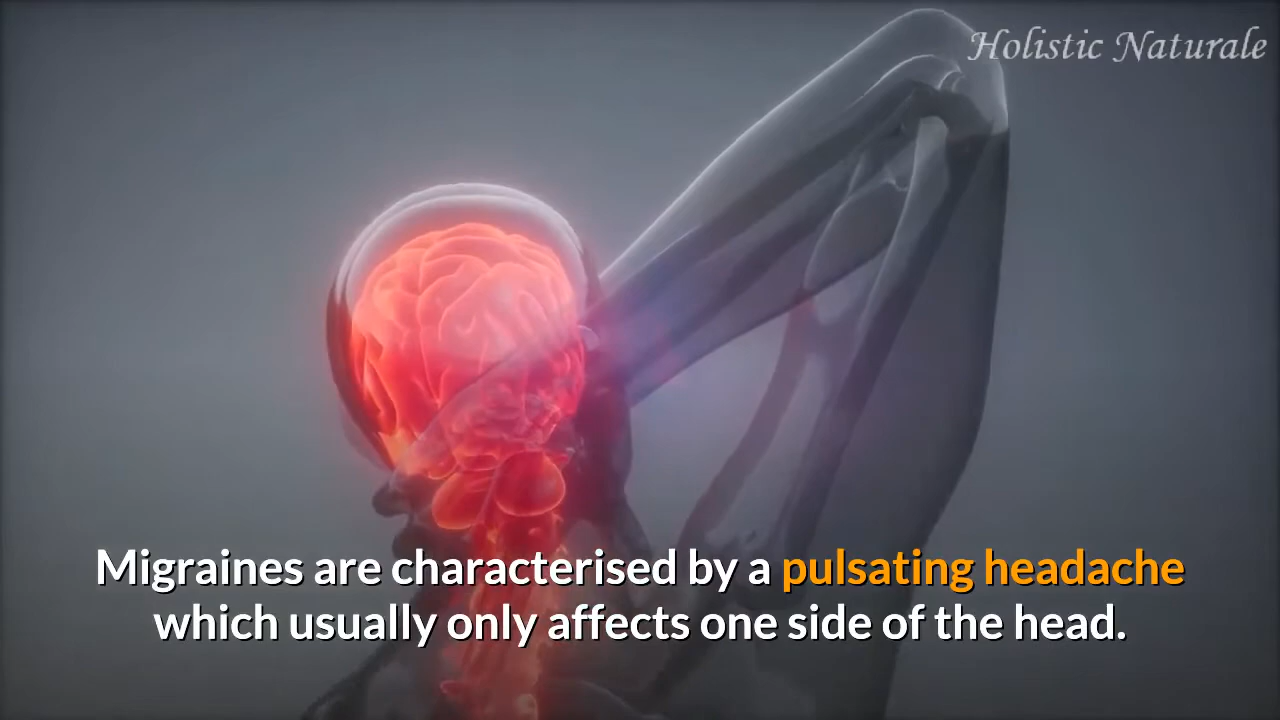 Holistic Naturale
Migraines are characterised by a pulsating headache
which usually only affects one side of the head.